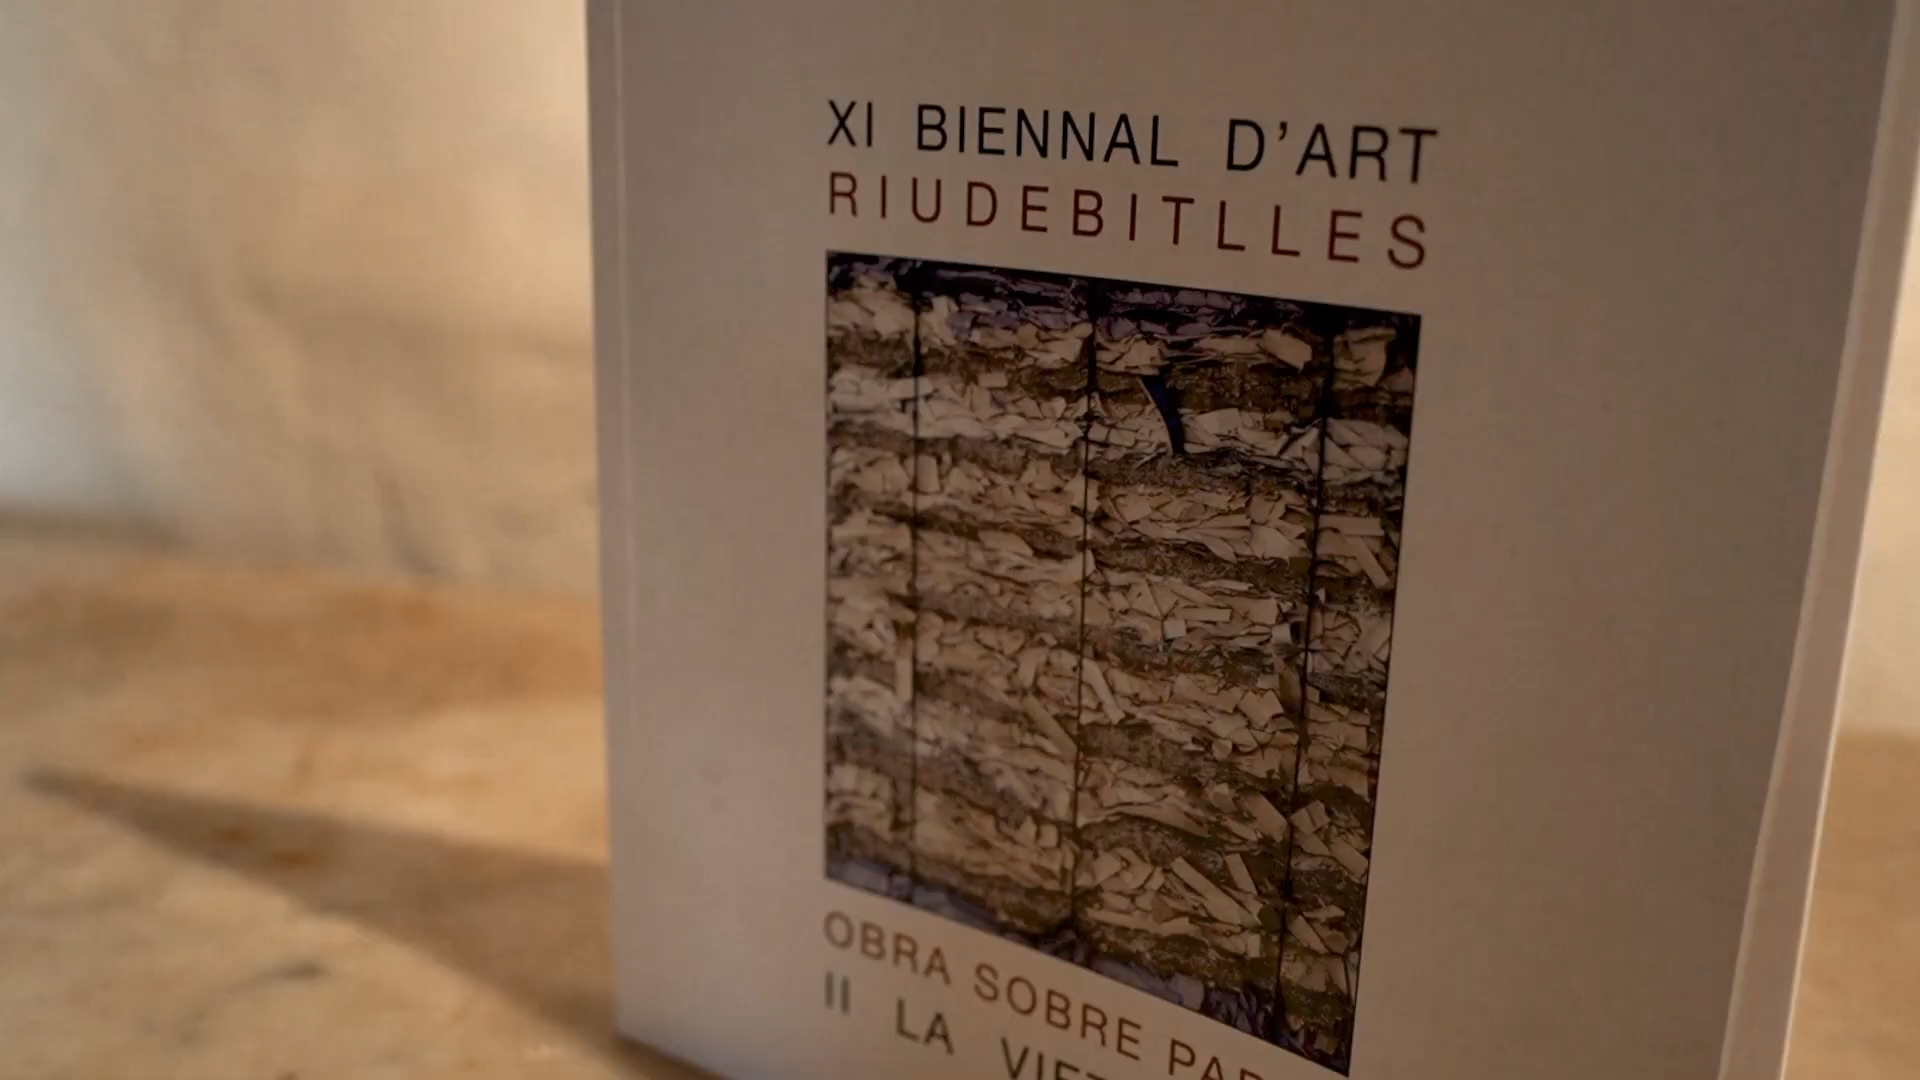 XI BIENNAL D'ART
RIUDEBITLLES
OBRA SOBRE
II LA